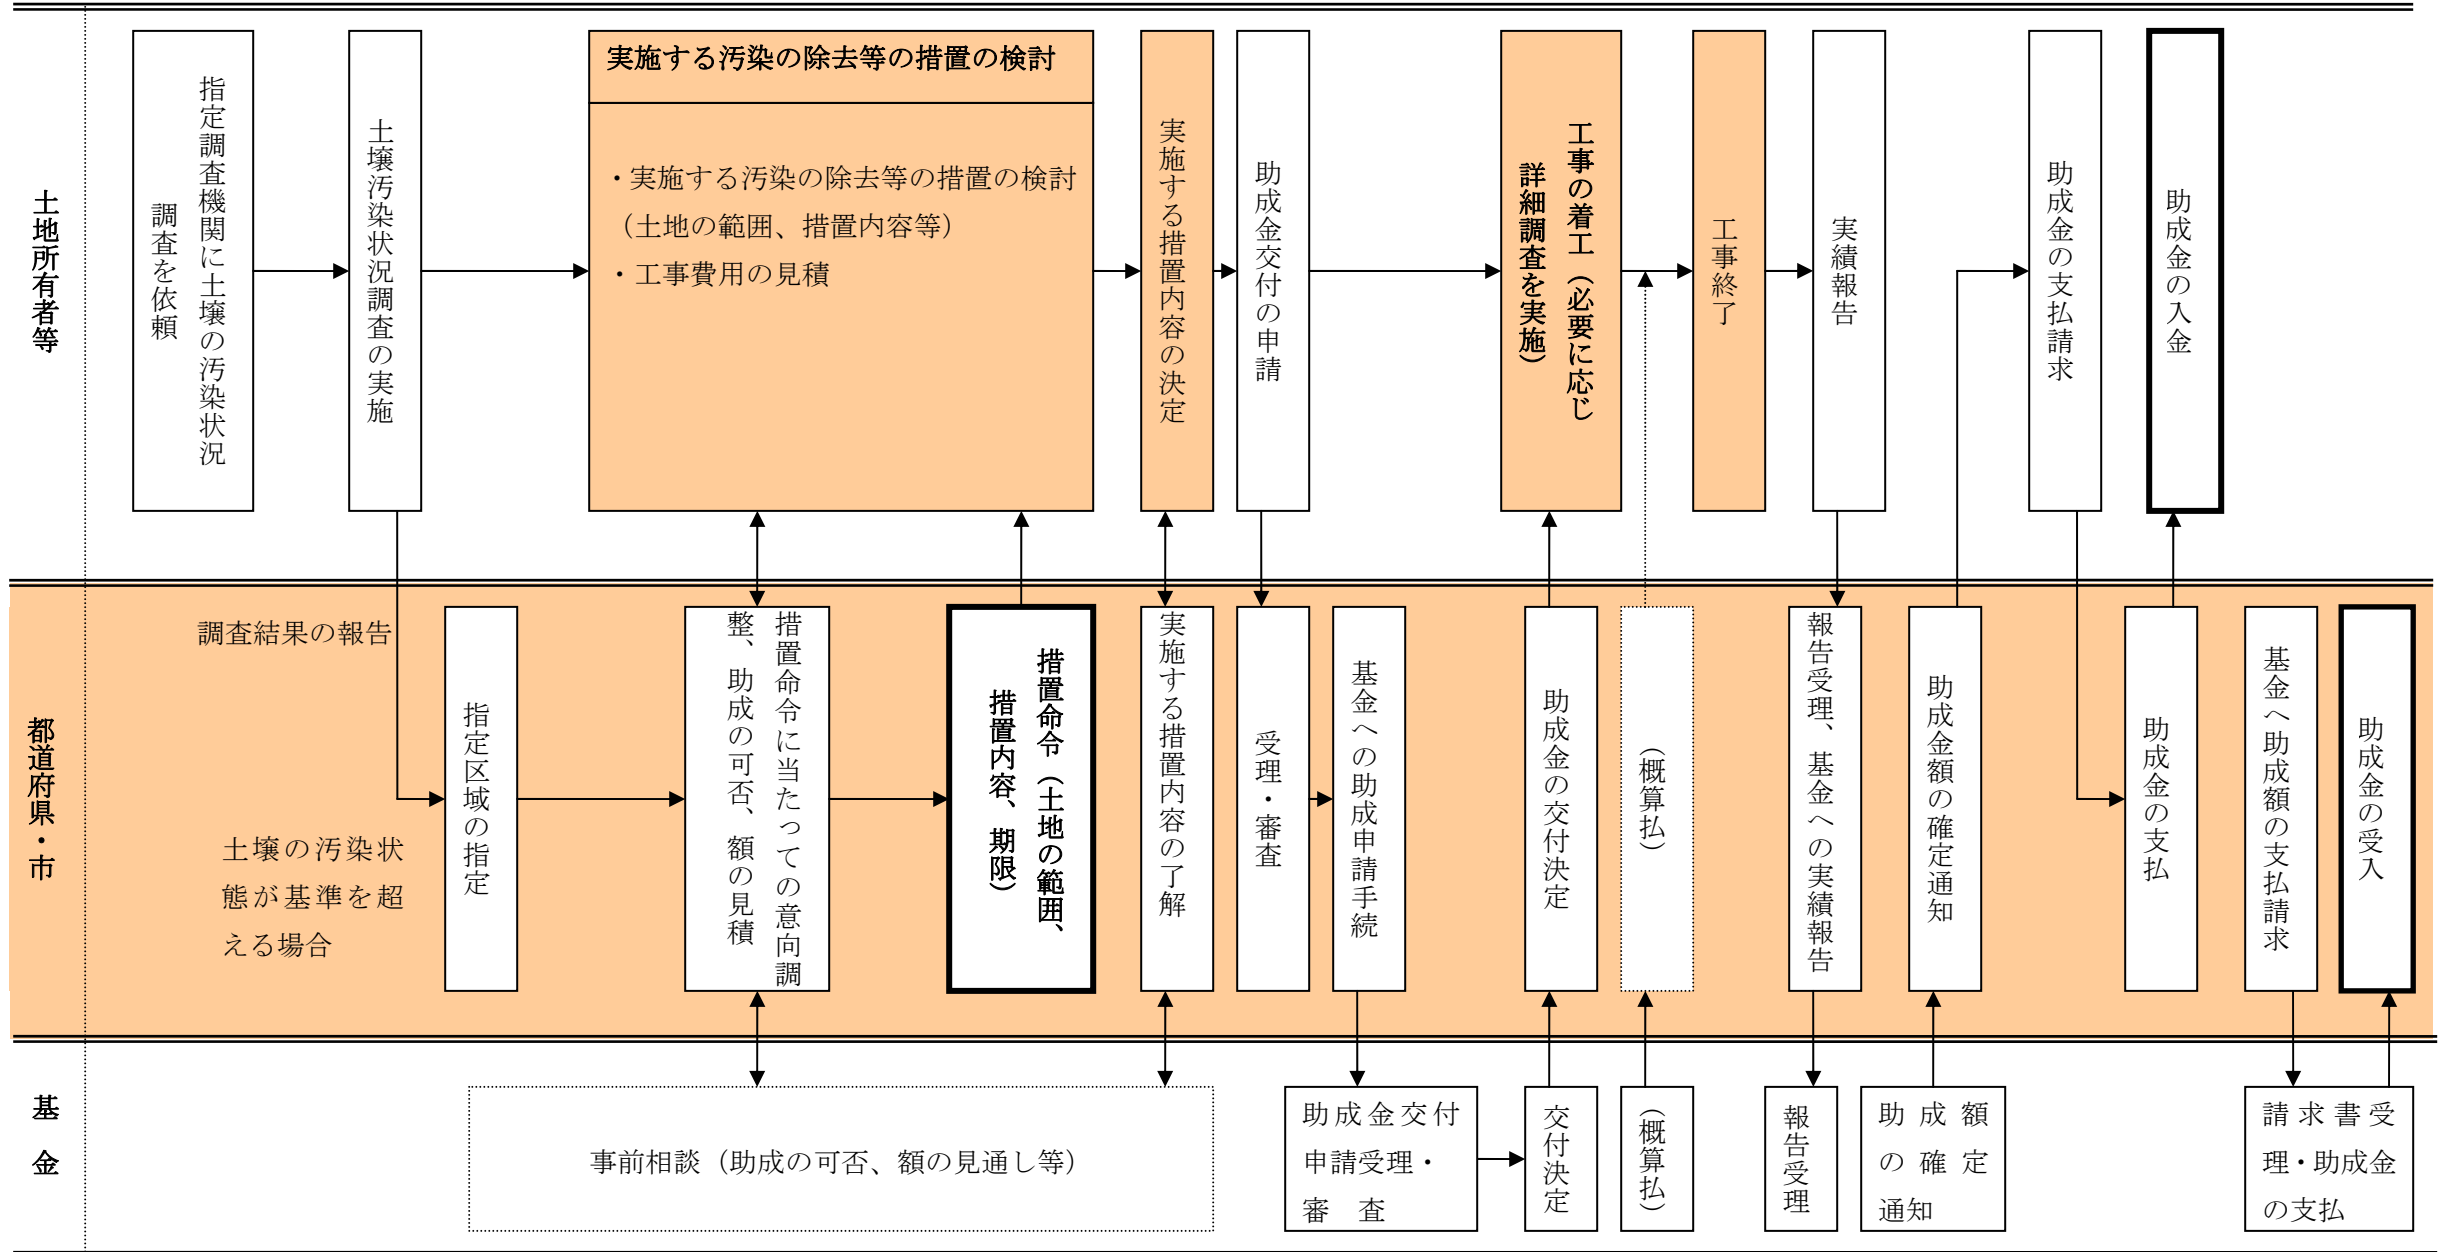 土地所有者等
指定調査機関に土壌の汚染状況
調査を依頼
土壌汚染状況調査の実施
実施する汚染の除去等の措置の検討
・実施する汚染の除去等の措置の検討
（土地の範囲、措置内容等）
・工事費用の見積
実施する措置内容の決定
助成金交付の申請
工事の着工（必要に応じ
詳細調査を実施）
工事終了
実績報告
助成金の支払請求
助成金の入金
都道府県・市
調査結果の報告
土壌の汚染状
態が基準を超
える場合
指定区域の指定
措置命令に当たっての意向調
整、助成の可否、額の見積
措置命令（土地の範囲、
措置内容、期限）
実施する措置内容の了解
受理・審査
基金への助成申請手続
助成金の交付決定
（概算払）
報告受理、基金への実績報告
助成金額の確定通知
助成金の支払
基金へ助成額の支払請求
助成金の受入
基金
事前相談（助成の可否、額の見通し等）
助成金交付
申請受理・
審　査
交付決定
（概算払）
報告受理
助成額
の確定
通知
請求書受
理・助成金
の支払